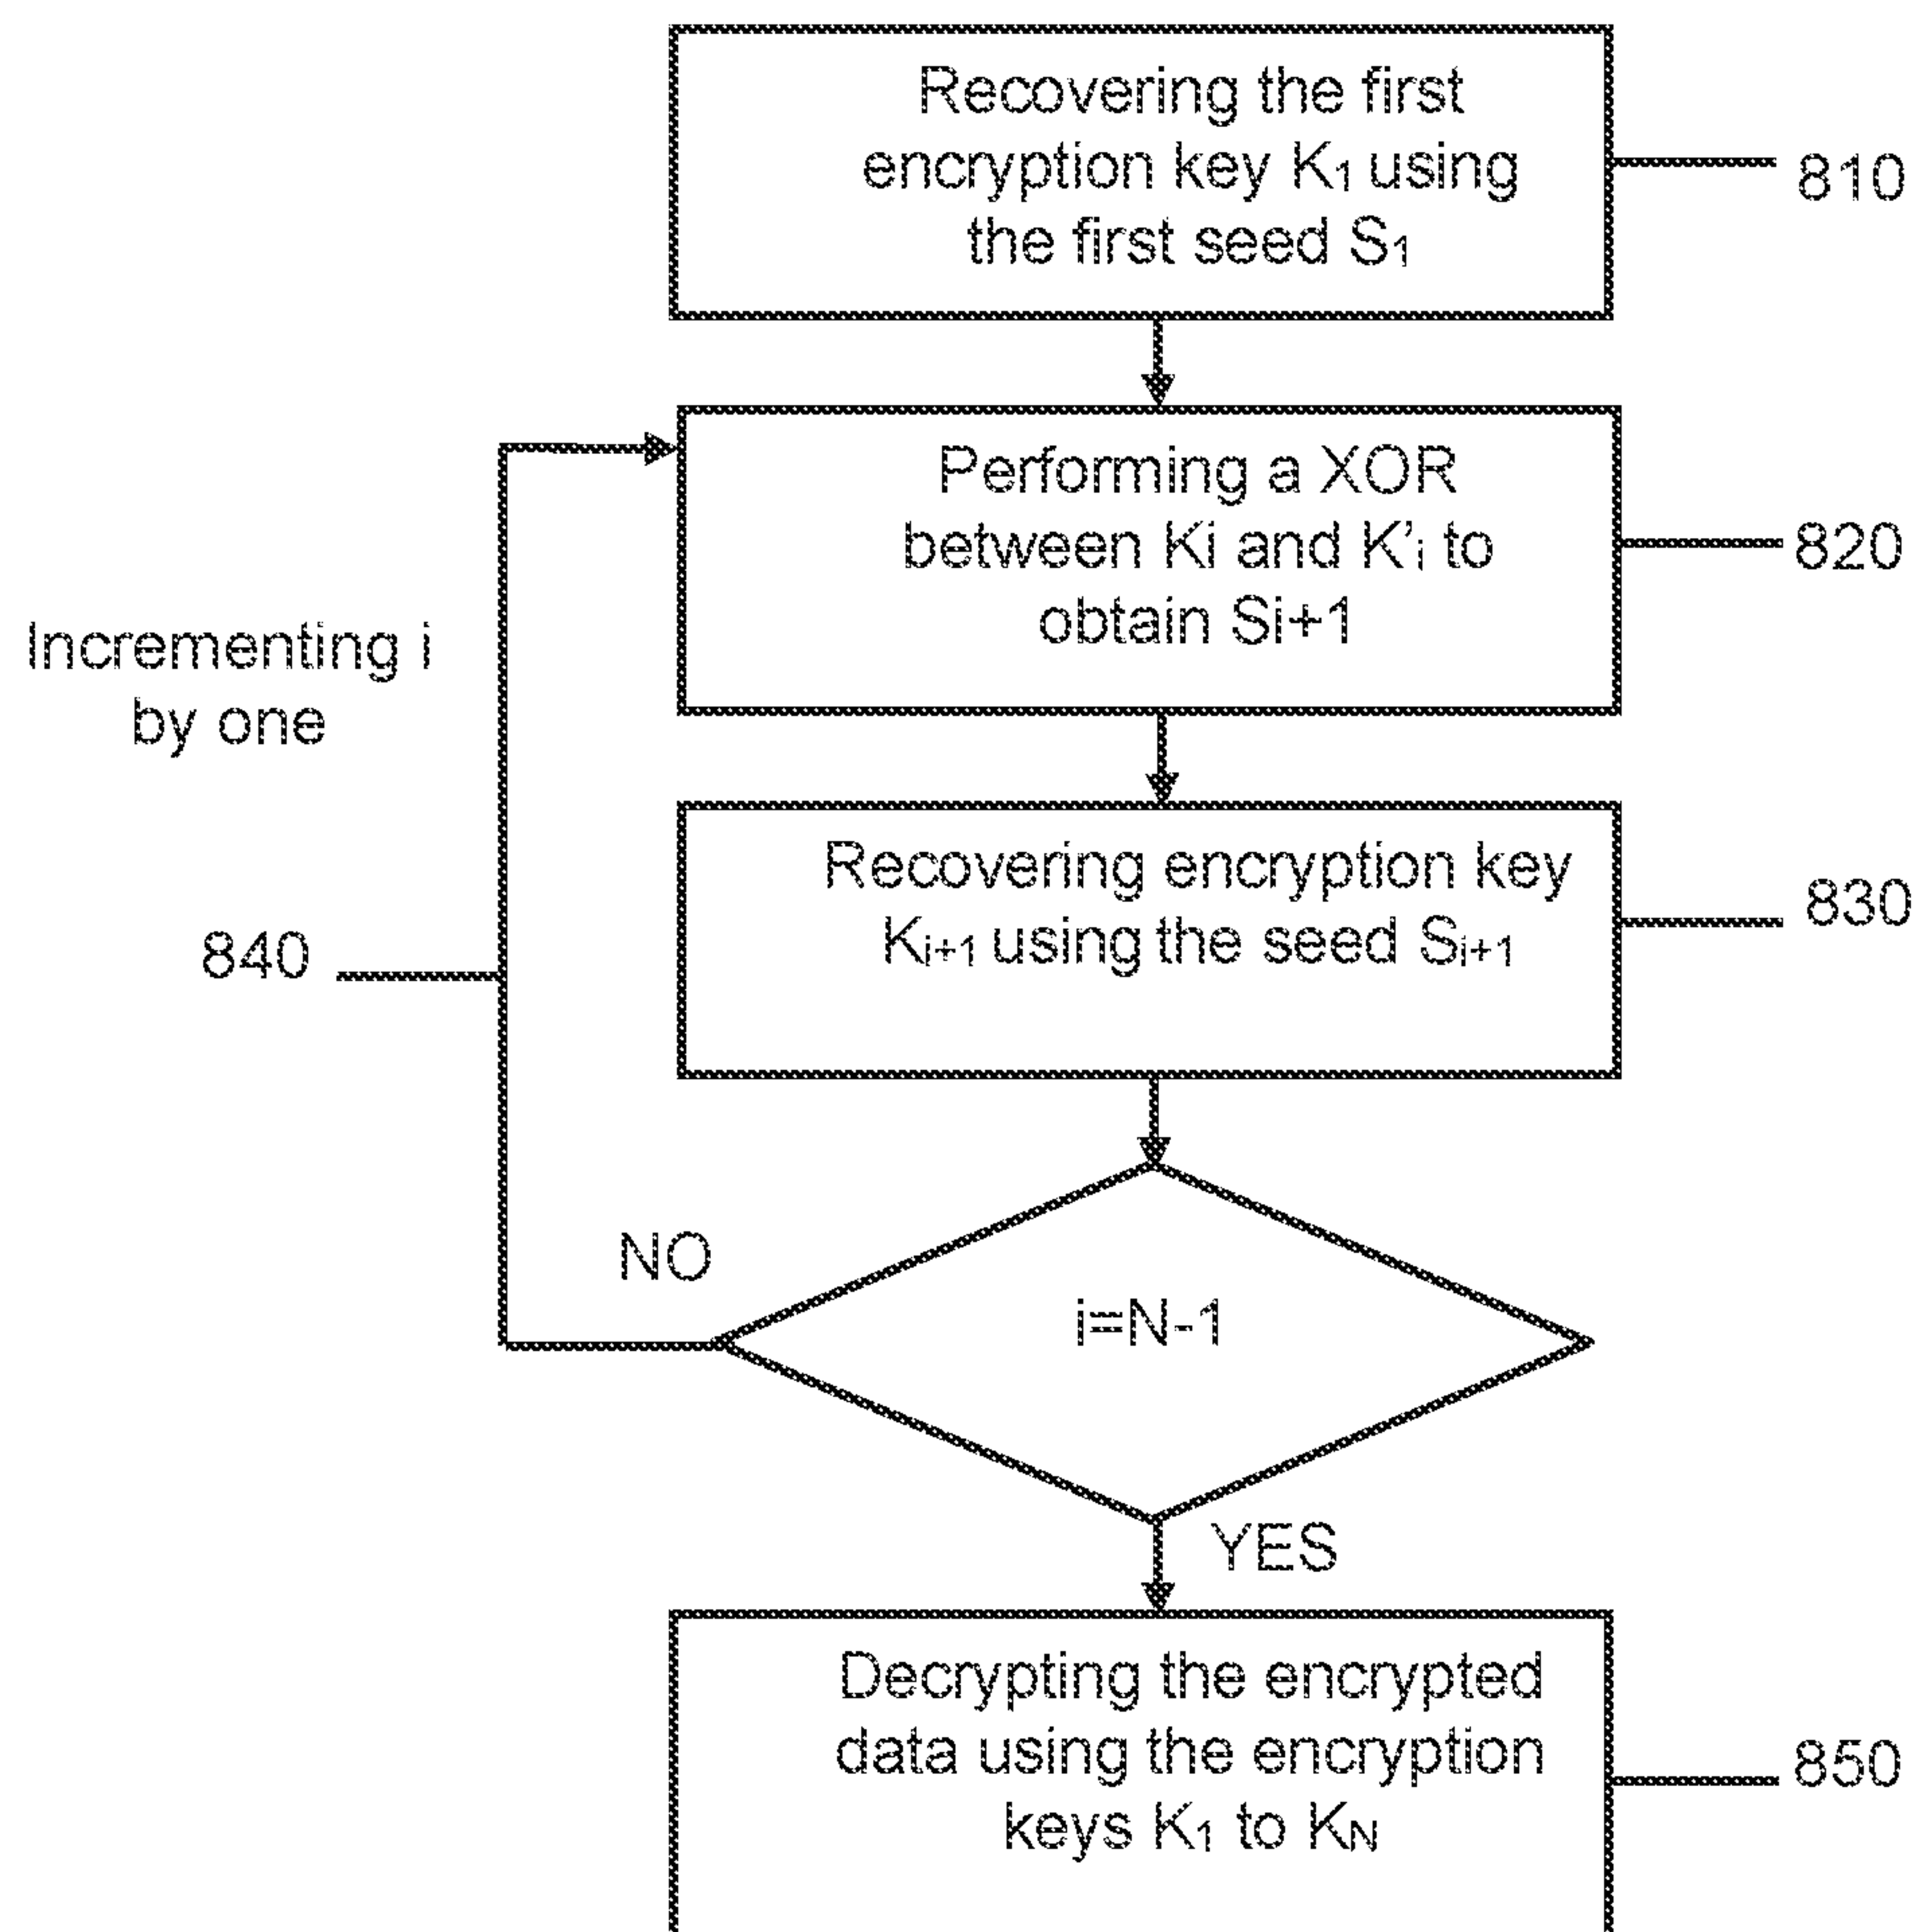 Recovering the first
encryption key K₁ using
the first seed S₁
810
Performing a XOR
between Ki and K'ᵢ to
obtain Si+1
820
Incrementing i
by one
Recovering encryption key
Kᵢ₊₁ using the seed Sᵢ₊₁
830
840
NO
i=N-1
YES
Decrypting the encrypted
data using the encryption
keys K₁ to K_N
850